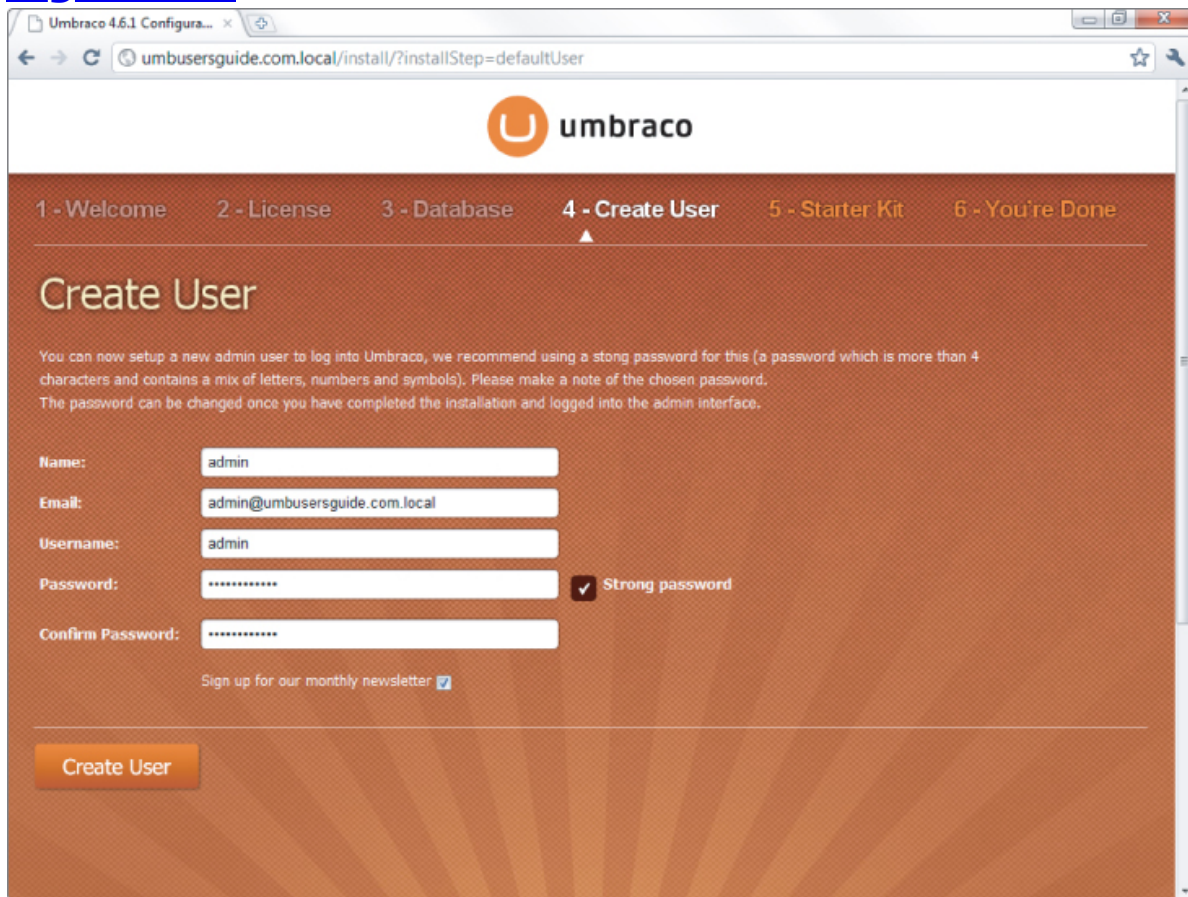 Umbraco 4.6.1 Configura...
umbusersguide.com.local/install/?installStep=defaultUser
umbraco
1 - Welcome 2 - License 3 - Database 4 - Create User 5 - Starter Kit 6 - You're Done
Create User
You can now setup a new admin user to log into Umbraco, we recommend using a stong password for this (a password which is more than 4
characters and contains a mix of letters, numbers and symbols). Please make a note of the chosen password.
The password can be changed once you have completed the installation and logged into the admin interface.
Name: admin
Email: admin@umbusersguide.com.local
Username: admin
Password: •••••••••••• Strong password
Confirm Password: ••••••••••••
Sign up for our monthly newsletter
Create User